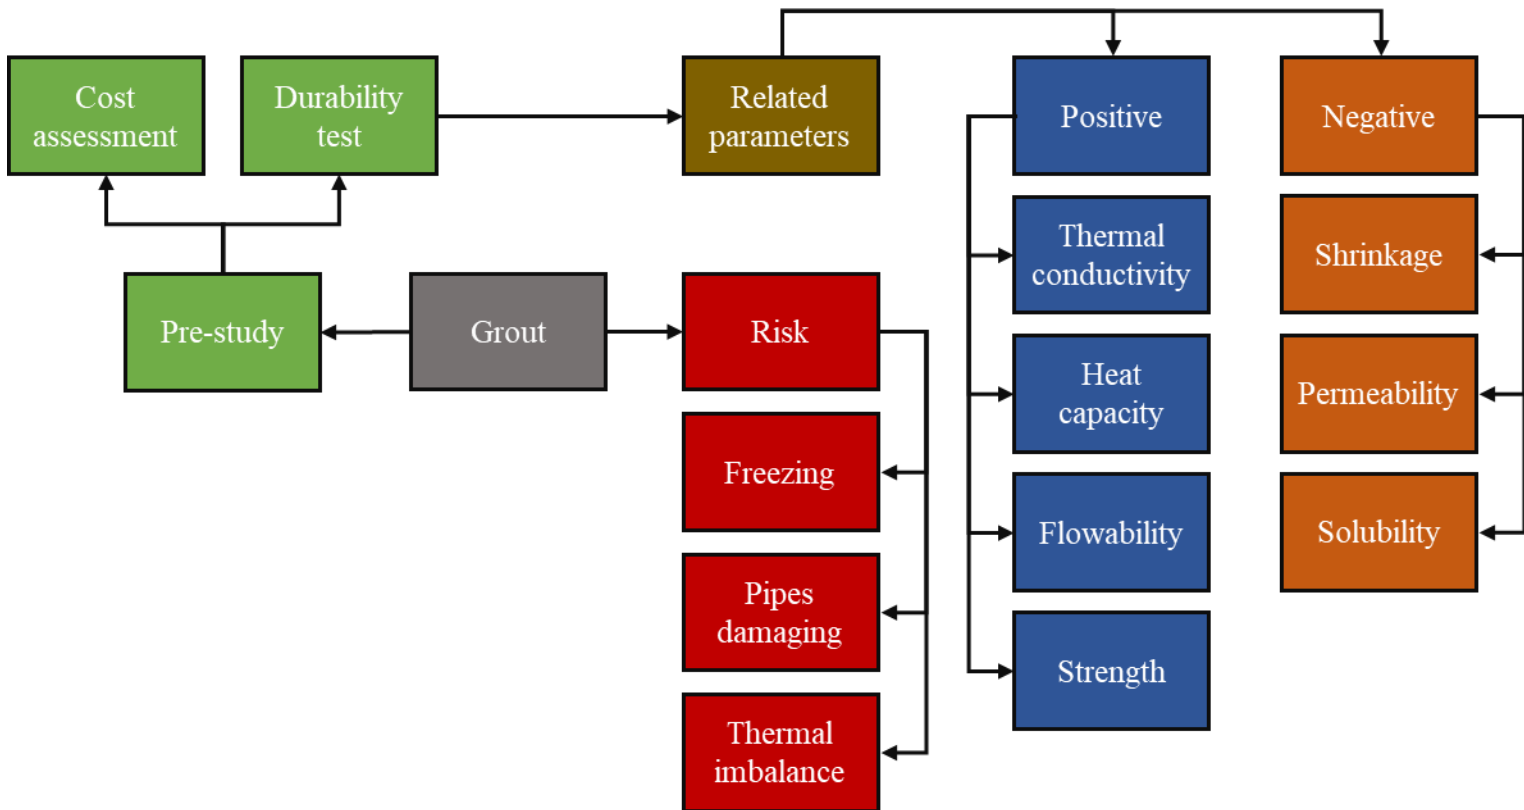 Cost
assessment
Durability
test
Related
parameters
Positive
Negative
Thermal
conductivity
Shrinkage
Pre-study
Grout
Risk
Heat
capacity
Permeability
Freezing
Flowability
Solubility
Pipes
damaging
Strength
Thermal
imbalance